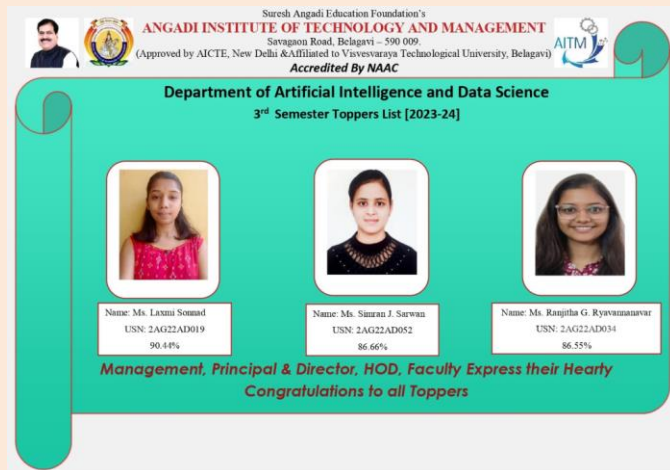 Suresh Angadi Education Foundation's
ANGADI INSTITUTE OF TECHNOLOGY AND MANAGEMENT
Savagaon Road, Belagavi – 590 009.
(Approved by AICTE, New Delhi &Affiliated to Visvesvaraya Technological University, Belagavi)
Accredited By NAAC
AITM
Department of Artificial Intelligence and Data Science
3rd Semester Toppers List [2023-24]
Name: Ms. Laxmi Sonnad
USN: 2AG22AD019
90.44%
Name: Ms. Simran J. Sarwan
USN: 2AG22AD052
86.66%
Name: Ms. Ranjitha G. Ryavannavar
USN: 2AG22AD034
86.55%
Management, Principal & Director, HOD, Faculty Express their Hearty
Congratulations to all Toppers